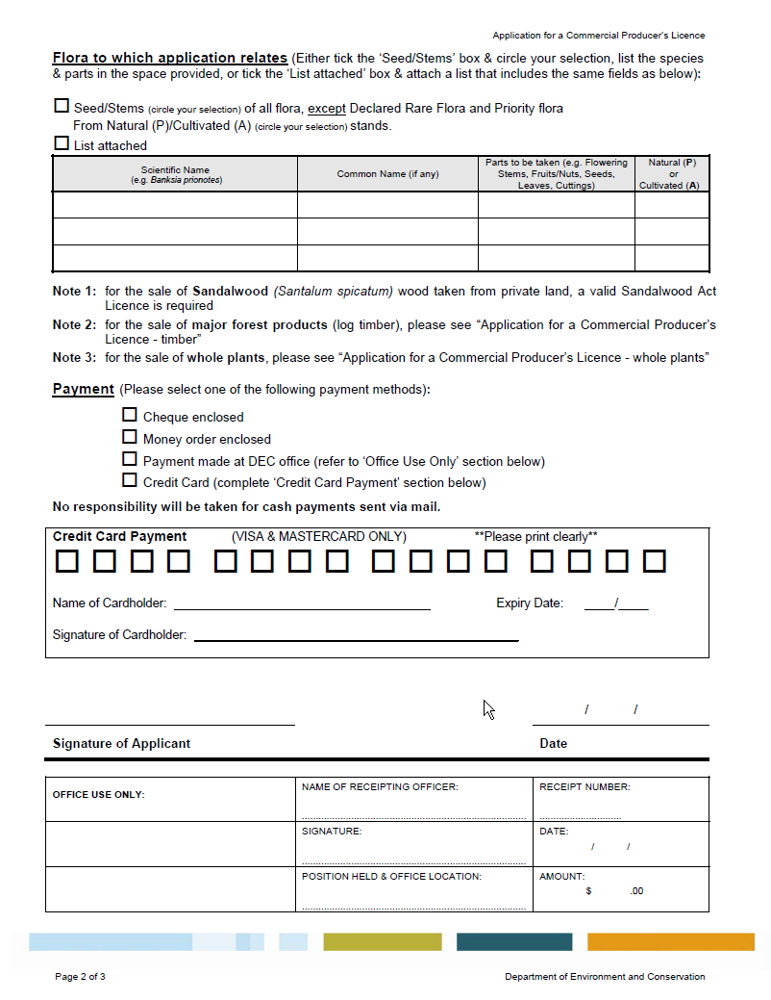 Application for a Commercial Producer's Licence
Flora to which application relates (Either tick the 'Seed/Stems' box & circle your selection, list the species
& parts in the space provided, or tick the 'List attached' box & attach a list that includes the same fields as below):
Seed/Stems (circle your selection) of all flora, except Declared Rare Flora and Priority flora
From Natural (P)/Cultivated (A) (circle your selection) stands.
List attached
Scientific Name
(e.g. Banksia prionotes)
Common Name (if any)
Parts to be taken (e.g. Flowering
Stems, Fruits/Nuts, Seeds,
Leaves, Cuttings)
Natural (P)
or
Cultivated (A)
Note 1: for the sale of Sandalwood (Santalum spicatum) wood taken from private land, a valid Sandalwood Act
Licence is required
Note 2: for the sale of major forest products (log timber), please see “Application for a Commercial Producer's
Licence - timber”
Note 3: for the sale of whole plants, please see “Application for a Commercial Producer's Licence - whole plants”
Payment (Please select one of the following payment methods):
Cheque enclosed
Money order enclosed
Payment made at DEC office (refer to 'Office Use Only' section below)
Credit Card (complete 'Credit Card Payment' section below)
No responsibility will be taken for cash payments sent via mail.
Credit Card Payment (VISA & MASTERCARD ONLY) **Please print clearly**
Name of Cardholder: Expiry Date: ____/____
Signature of Cardholder:
/ /
Signature of Applicant Date
OFFICE USE ONLY:
NAME OF RECEIPTING OFFICER:
RECEIPT NUMBER:
SIGNATURE:
DATE:
/ /
POSITION HELD & OFFICE LOCATION:
AMOUNT:
$ .00
Page 2 of 3 Department of Environment and Conservation